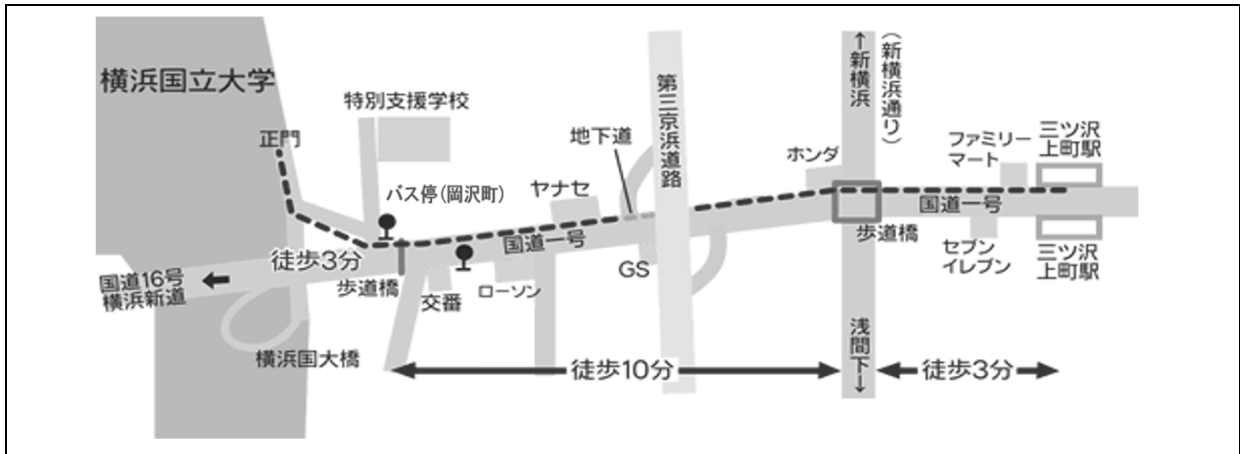 横浜国立大学
正門
特別支援学校
バス停（岡沢町）
ヤナセ
地下道
第三京浜道路
ホンダ
↑新横浜
（新横浜通り）
ファミリー
マート
三ツ沢
上町駅
国道一号
国道一号
歩道橋
セブン
イレブン
三ツ沢
上町駅
徒歩3分
国道16号
横浜新道
歩道橋
交番
ローソン
GS
横浜国大橋
浅間下↓
徒歩10分
徒歩3分